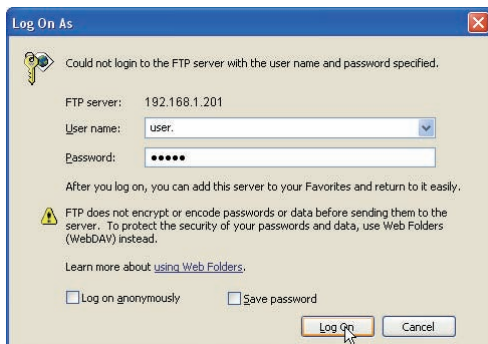 Log On As
Could not login to the FTP server with the user name and password specified.
FTP server: 192.168.1.201
User name: user.
Password: •••••
After you log on, you can add this server to your Favorites and return to it easily.
FTP does not encrypt or encode passwords or data before sending them to the
server. To protect the security of your passwords and data, use Web Folders
(WebDAV) instead.
Learn more about using Web Folders.
Log on anonymously Save password
Log On Cancel